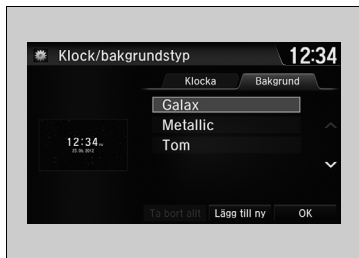 Klock/bakgrundstyp
12:34
Klocka
Bakgrund
Galax
Metallic
Tom
12:34
Ta bort allt
Lägg till ny
OK